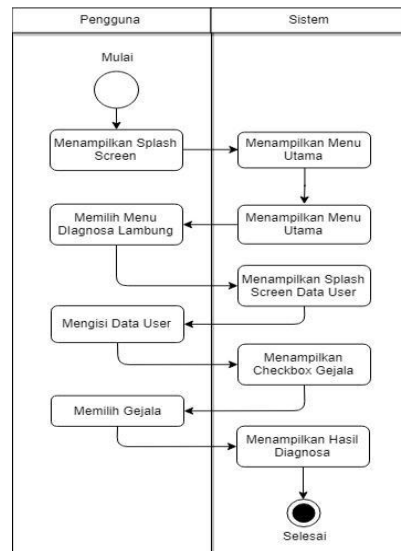 Pengguna
Sistem
Mulai
Menampilkan Splash
Screen
Menampilkan Menu
Utama
Menampilkan Menu
Utama
Memilih Menu
DIagnosa Lambung
Menampilkan Splash
Screen Data User
Mengisi Data User
Menampilkan
Checkbox Gejala
Memilih Gejala
Menampilkan Hasil
Diagnosa
Selesai